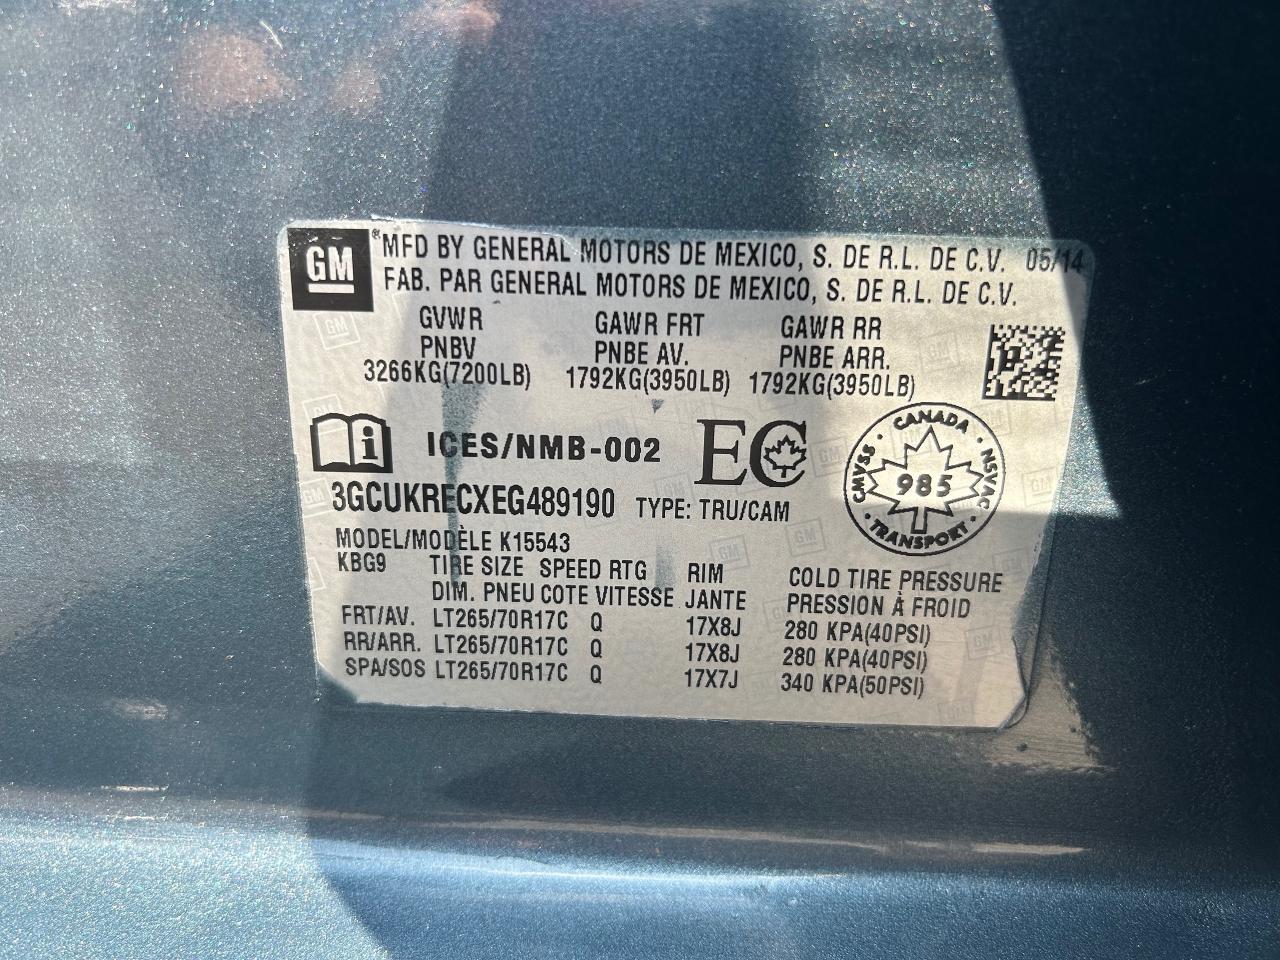 GM
®MFD BY GENERAL MOTORS DE MEXICO, S. DE R.L. DE C.V. 05/14
FAB. PAR GENERAL MOTORS DE MEXICO, S. DE R.L. DE C.V.
GVWR GAWR FRT GAWR RR
PNBV PNBE AV. PNBE ARR.
3266KG(7200LB) 1792KG(3950LB) 1792KG(3950LB)
i ICES/NMB-002 EC
CANADA
CMVSS 985 NSVAC
TRANSPORT
3GCUKRECXEG489190 TYPE: TRU/CAM
MODEL/MODÈLE K15543
KBG9 TIRE SIZE SPEED RTG RIM COLD TIRE PRESSURE
DIM. PNEU COTE VITESSE JANTE PRESSION À FROID
FRT/AV. LT265/70R17C Q 17X8J 280 KPA(40PSI)
RR/ARR. LT265/70R17C Q 17X8J 280 KPA(40PSI)
SPA/SOS LT265/70R17C Q 17X7J 340 KPA(50PSI)